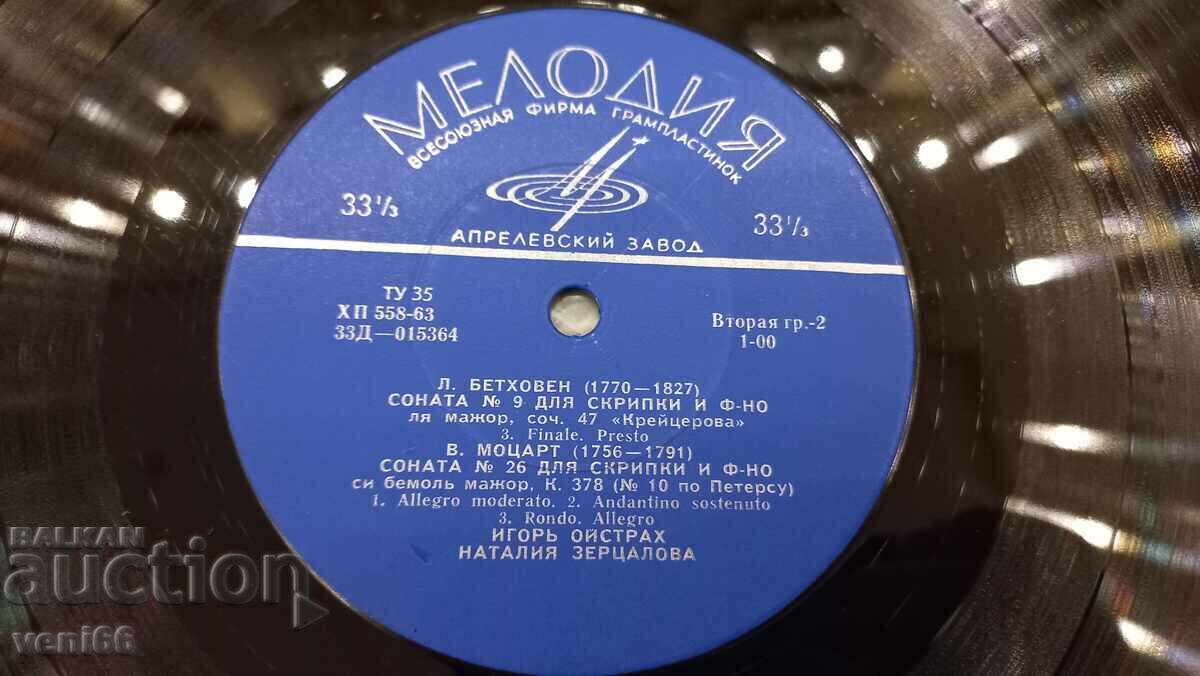 МЕЛОДИЯ
ВСЕСОЮЗНАЯ ФИРМА ГРАМПЛАСТИНОК
33⅓ 33⅓
АПРЕЛЕВСКИЙ ЗАВОД
ТУ 35
ХП 558-63
33Д—015364
Вторая гр.-2
1-00
Л. БЕТХОВЕН (1770—1827)
СОНАТА № 9 ДЛЯ СКРИПКИ И Ф-НО
ля мажор, соч. 47 «Крейцерова»
3. Finale. Presto
В. МОЦАРТ (1756—1791)
СОНАТА № 26 ДЛЯ СКРИПКИ И Ф-НО
си бемоль мажор, К. 378 (№ 10 по Петерсу)
1. Allegro moderato. 2. Andantino sostenuto
3. Rondo. Allegro
ИГОРЬ ОЙСТРАХ
НАТАЛИЯ ЗЕРЦАЛОВА
BALKAN
auction
veni66